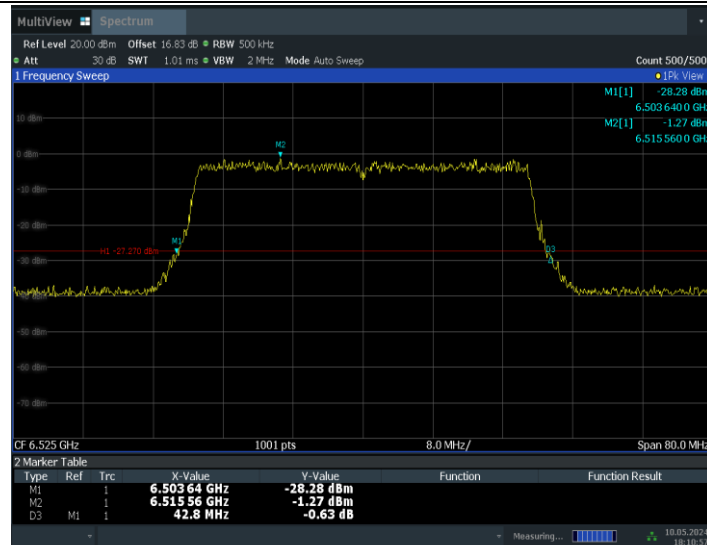 MultiView Spectrum
Ref Level 20.00 dBm Offset 16.83 dB RBW 500 kHz
Att 30 dB SWT 1.01 ms VBW 2 MHz Mode Auto Sweep Count 500/500
1 Frequency Sweep 1Pk View
M1[1] -28.28 dBm
6.503 640 0 GHz
10 dBm
M2[1] -1.27 dBm
6.515 560 0 GHz
M2
0 dBm
-10 dBm
-20 dBm
M1
H1 -27.270 dBm
D3
-30 dBm
-40 dBm
-50 dBm
-60 dBm
-70 dBm
CF 6.525 GHz 1001 pts 8.0 MHz/ Span 80.0 MHz
2 Marker Table
Type Ref Trc X-Value Y-Value Function Function Result
M1 1 6.503 64 GHz -28.28 dBm
M2 1 6.515 56 GHz -1.27 dBm
D3 M1 1 42.8 MHz -0.63 dB
Measuring... 10.05.2024
18:10:57